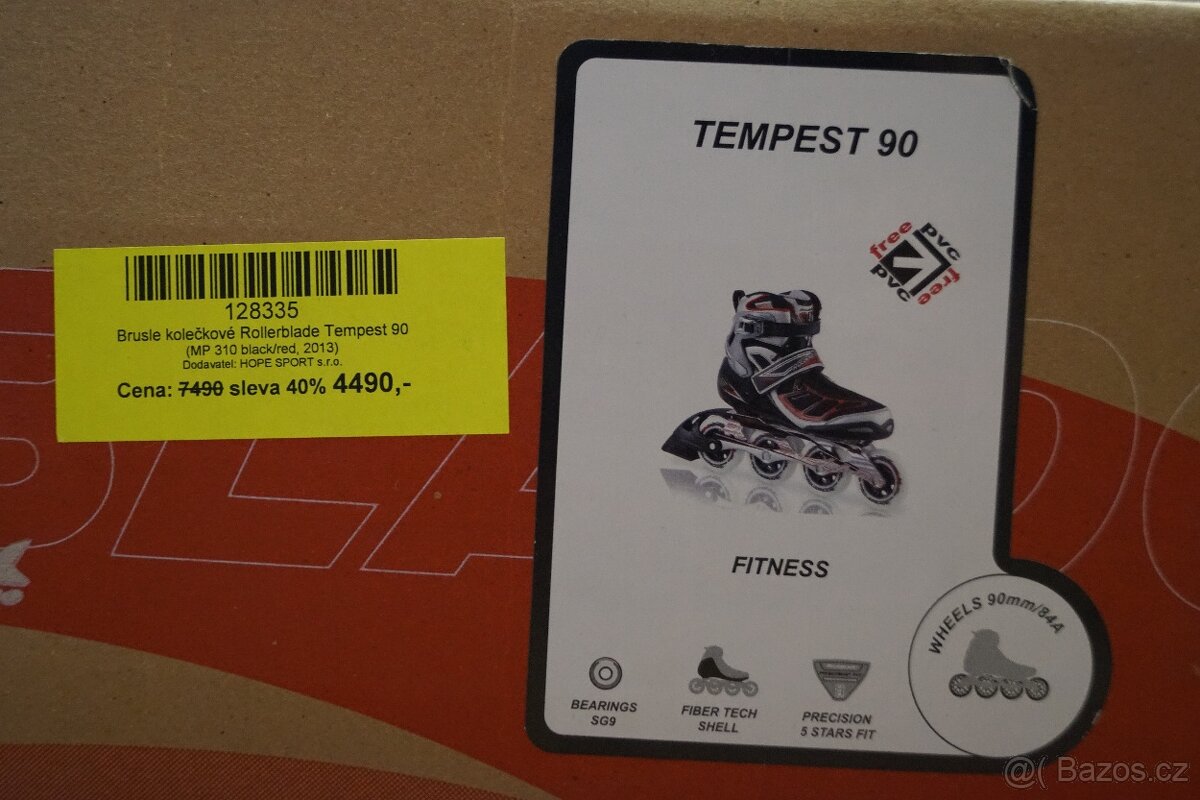 128335
Brusle kolečkové Rollerblade Tempest 90
(MP 310 black/red, 2013)
Dodavatel: HOPE SPORT s.r.o.
Cena: 7490 sleva 40% 4490,-
TEMPEST 90
free pvc
free pvc
FITNESS
WHEELS 90mm/84A
BEARINGS
SG9
FIBER TECH
SHELL
PRECISION
5 STARS FIT
@( Bazos.cz